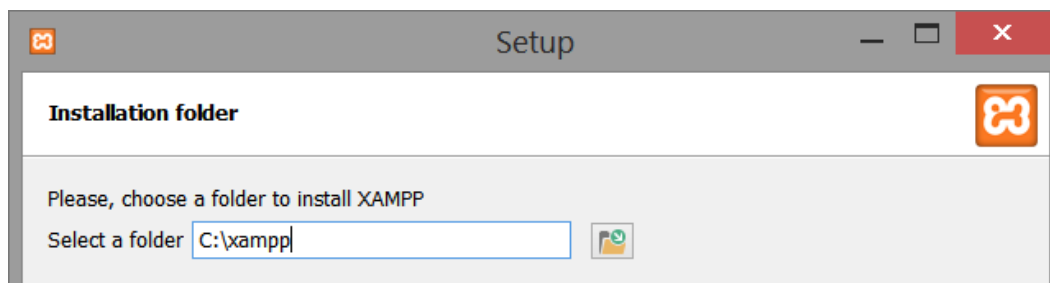 Setup
Installation folder
Please, choose a folder to install XAMPP
Select a folder C:\xampp